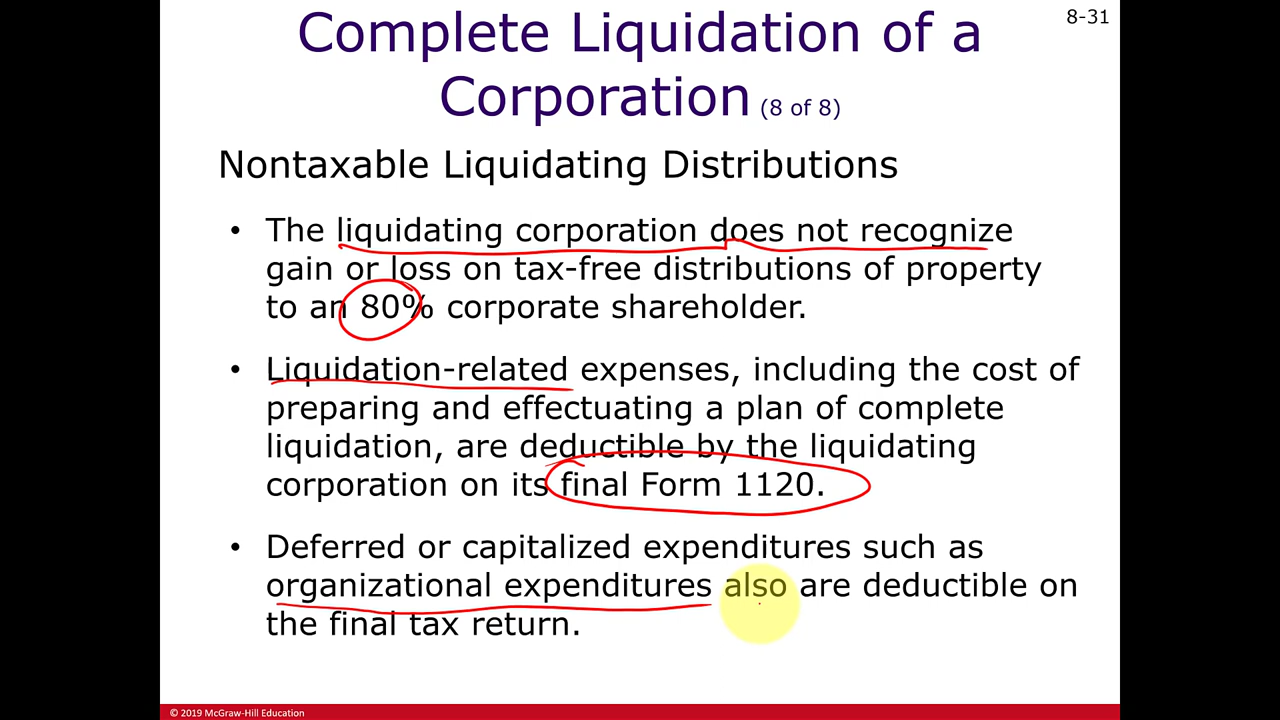 8-31
Complete Liquidation of a
Corporation (8 of 8)
Nontaxable Liquidating Distributions
• The liquidating corporation does not recognize
gain or loss on tax-free distributions of property
to an 80% corporate shareholder.
• Liquidation-related expenses, including the cost of
preparing and effectuating a plan of complete
liquidation, are deductible by the liquidating
corporation on its final Form 1120.
• Deferred or capitalized expenditures such as
organizational expenditures also are deductible on
the final tax return.
© 2019 McGraw-Hill Education